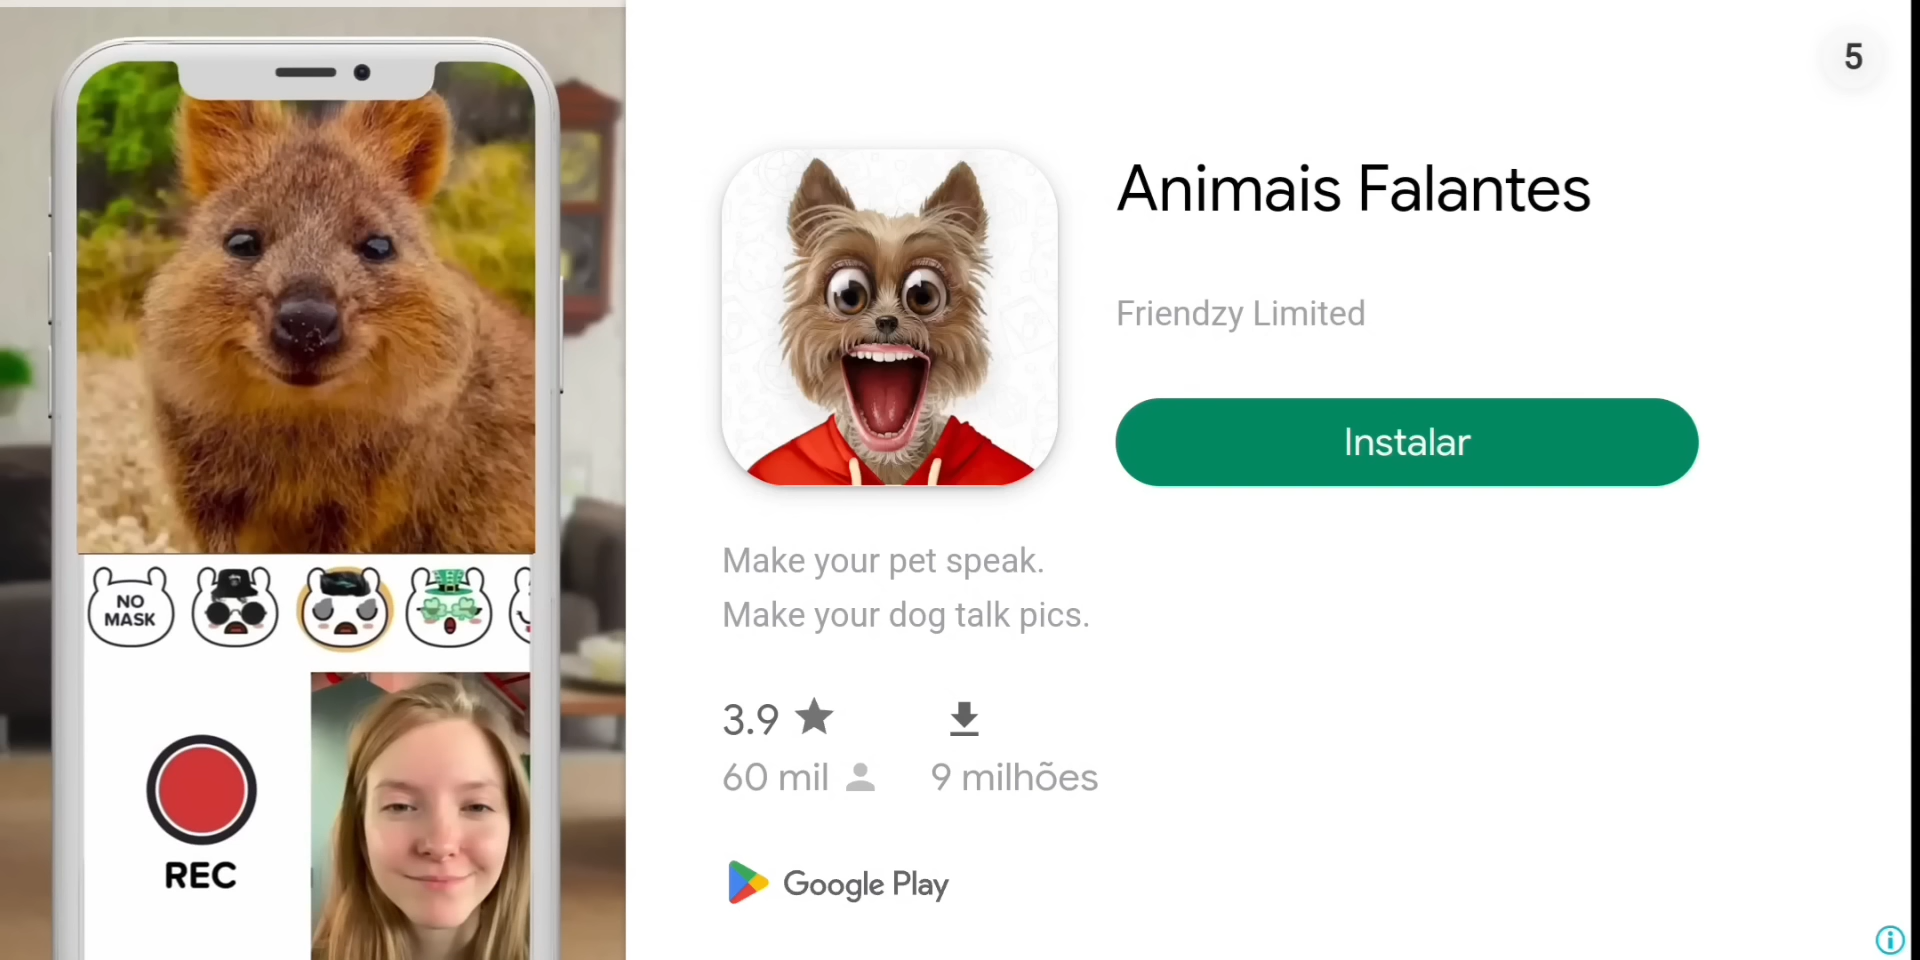 5
Animais Falantes
Friendzy Limited
Instalar
Make your pet speak.
Make your dog talk pics.
3.9
60 mil
9 milhões
Google Play
NO
MASK
REC